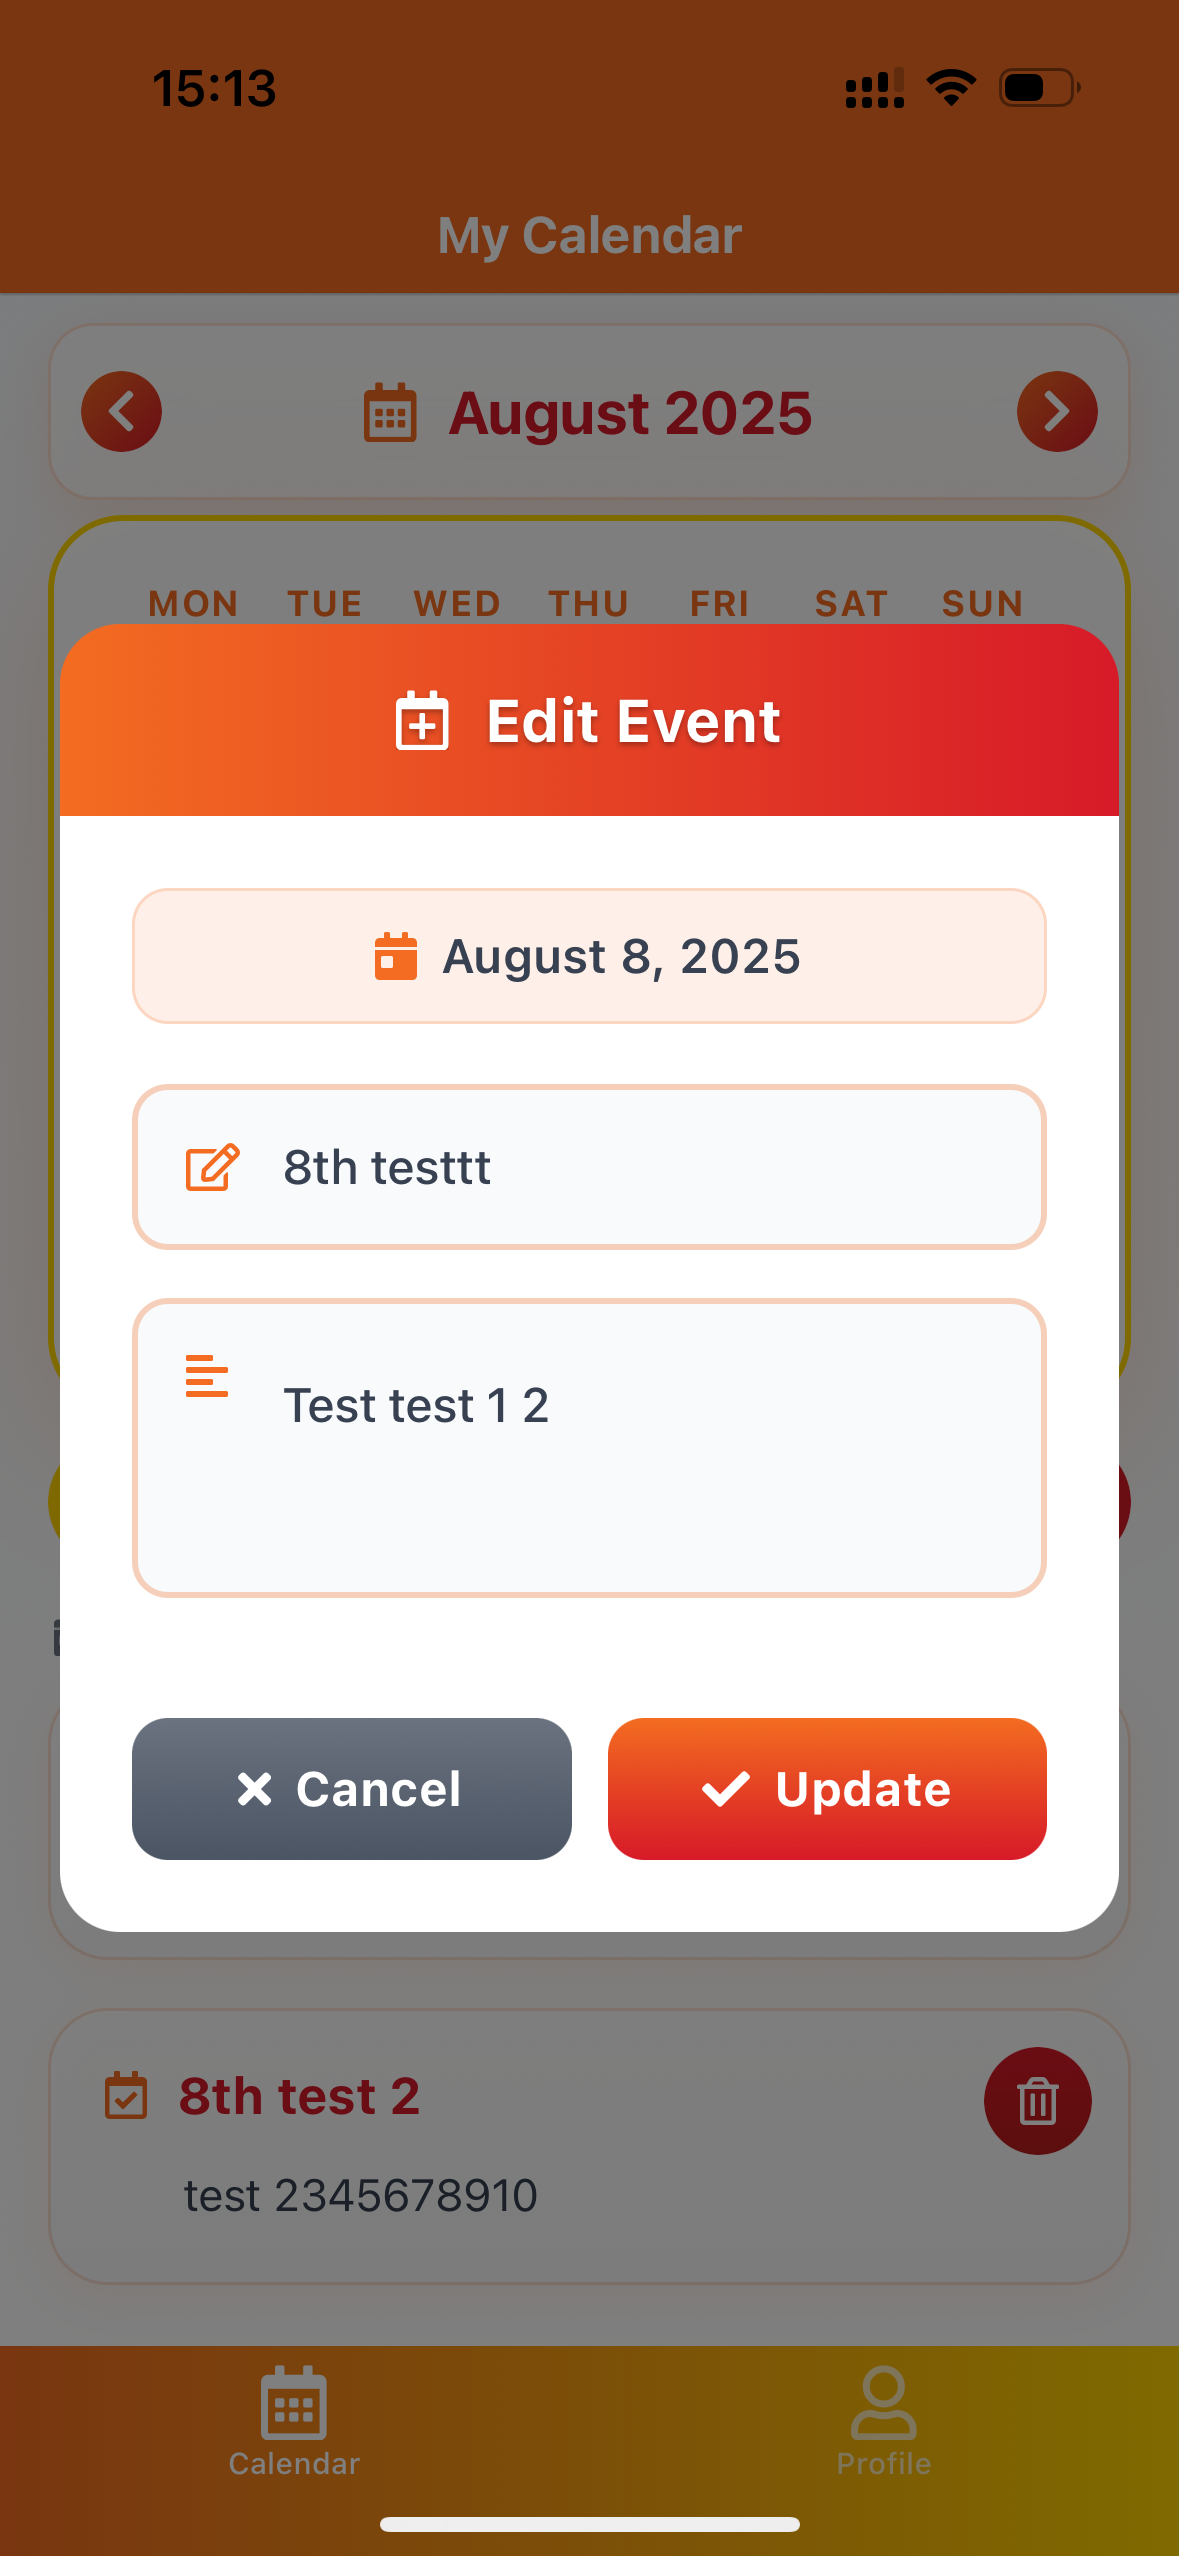 15:13
My Calendar
August 2025
MON TUE WED THU FRI SAT SUN
Edit Event
August 8, 2025
8th testtt
Test test 1 2
Cancel Update
8th test 2
test 2345678910
Calendar Profile